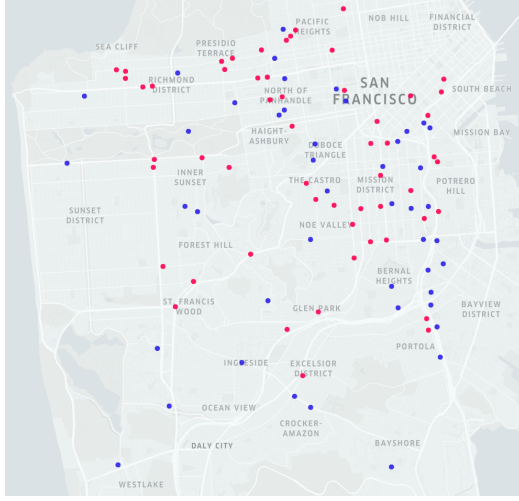 PACIFIC
HEIGHTS
NOB HILL
FINANCIAL
DISTRICT
SEA CLIFF
PRESIDIO
TERRACE
RICHMOND
DISTRICT
NORTH OF
PANHANDLE
SAN
FRANCISCO
SOUTH BEACH
HAIGHT-
ASHBURY
DUBOCE
TRIANGLE
MISSION BAY
INNER
SUNSET
THE CASTRO
MISSION
DISTRICT
POTRERO
HILL
SUNSET
DISTRICT
NOE VALLEY
FOREST HILL
BERNAL
HEIGHTS
ST. FRANCIS
WOOD
GLEN PARK
BAYVIEW
DISTRICT
PORTOLA
INGLESIDE
EXCELSIOR
DISTRICT
OCEAN VIEW
CROCKER-
AMAZON
DALY CITY
BAYSHORE
WESTLAKE